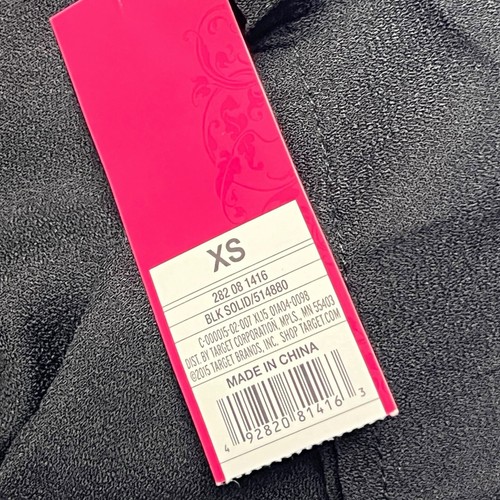 XS
282 08 1416
BLK SOLID/514880
C-000015-02-007 XL15 01A04-0098
DIST. BY TARGET CORPORATION, MPLS., MN 55403
©2015 TARGET BRANDS, INC. SHOP TARGET.COM
MADE IN CHINA
4 92820 81416 3